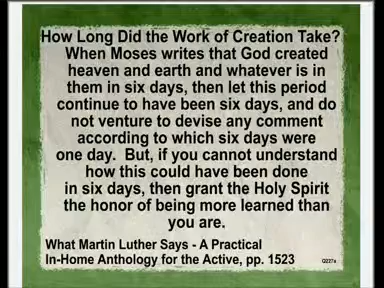 How Long Did the Work of Creation Take?
When Moses writes that God created
heaven and earth and whatever is in
them in six days, then let this period
continue to have been six days, and do
not venture to devise any comment
according to which six days were
one day. But, if you cannot understand
how this could have been done
in six days, then grant the Holy Spirit
the honor of being more learned than
you are.
What Martin Luther Says - A Practical
In-Home Anthology for the Active, pp. 1523